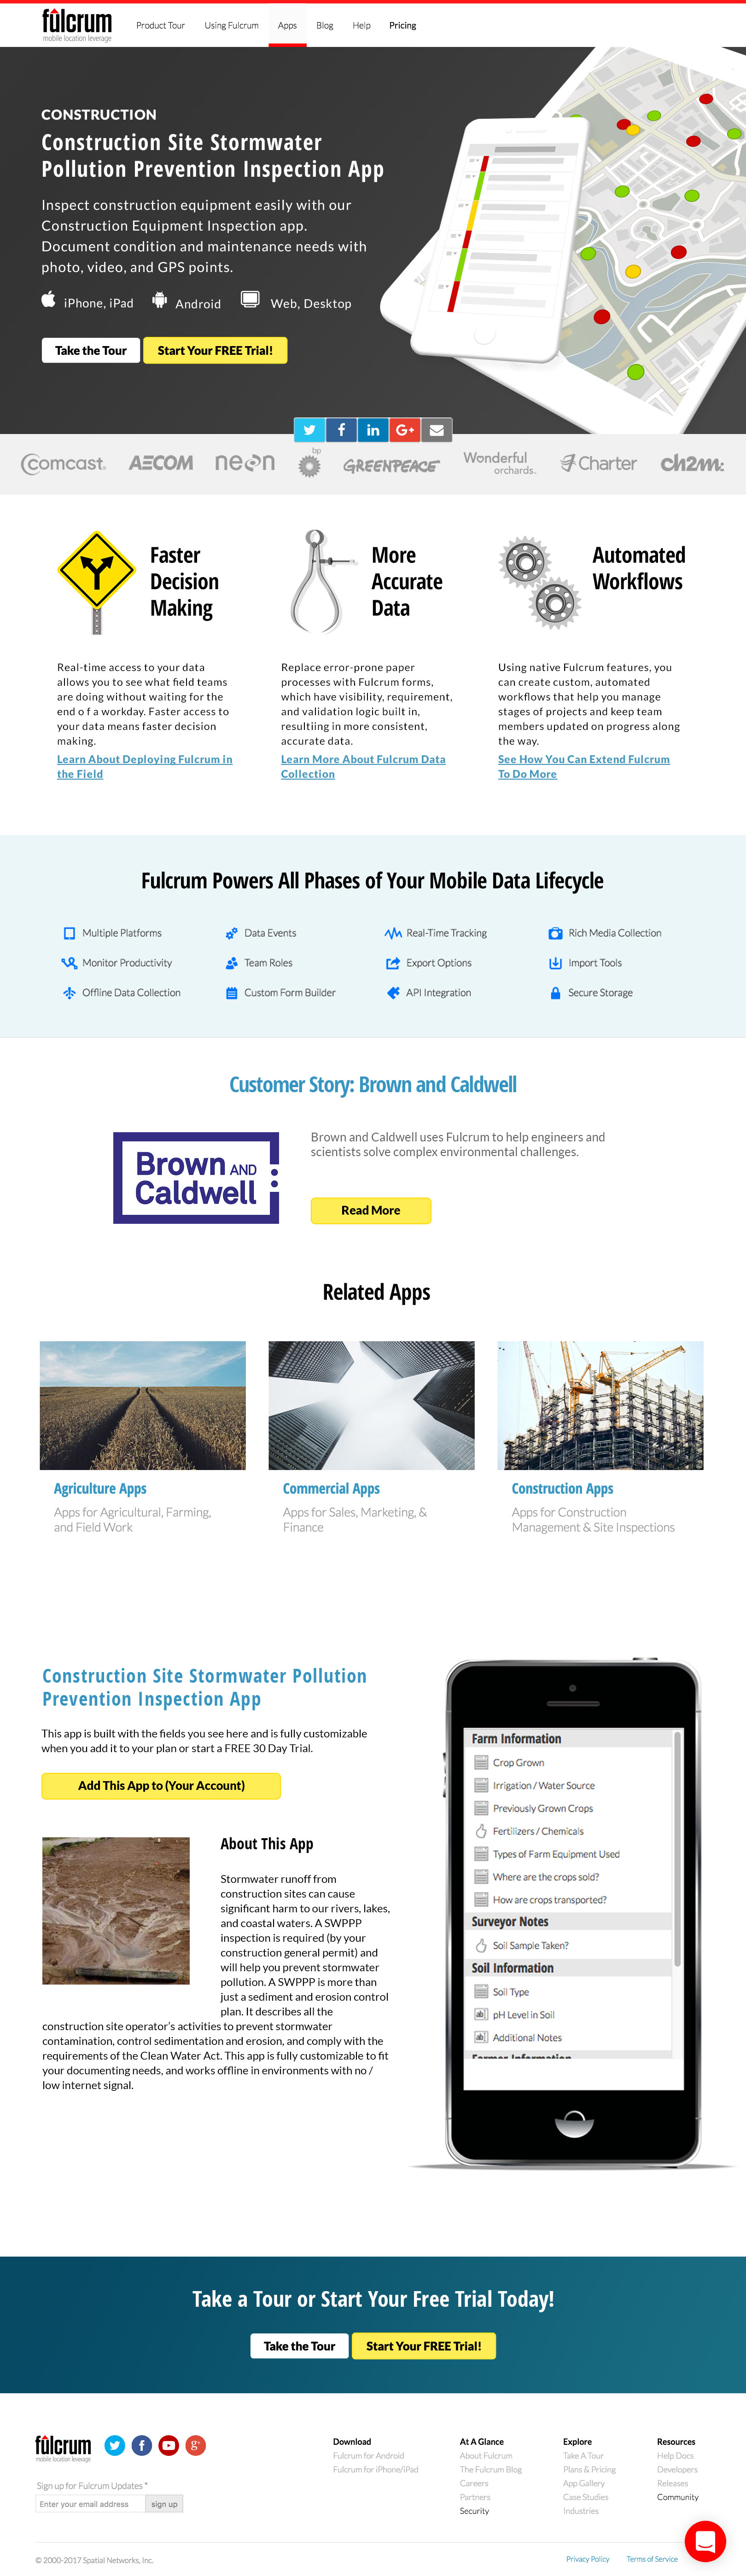 fulcrum
mobile location leverage
Product Tour
Using Fulcrum
Apps
Blog
Help
Pricing
CONSTRUCTION
Construction Site Stormwater
Pollution Prevention Inspection App
Inspect construction equipment easily with our
Construction Equipment Inspection app.
Document condition and maintenance needs with
photo, video, and GPS points.
iPhone, iPad
Android
Web, Desktop
Take the Tour
Start Your FREE Trial!
comcast
AECOM
neon
bp
GREENPEACE
Wonderful
orchards.
Charter
ch2m:
Faster
Decision
Making
Real-time access to your data
allows you to see what field teams
are doing without waiting for the
end of a workday. Faster access to
your data means faster decision
making.
Learn About Deploying Fulcrum in
the Field
More
Accurate
Data
Replace error-prone paper
processes with Fulcrum forms,
which have visibility, requirement,
and validation logic built in,
resultiing in more consistent,
accurate data.
Learn More About Fulcrum Data
Collection
Automated
Workflows
Using native Fulcrum features, you
can create custom, automated
workflows that help you manage
stages of projects and keep team
members updated on progress along
the way.
See How You Can Extend Fulcrum
To Do More
Fulcrum Powers All Phases of Your Mobile Data Lifecycle
Multiple Platforms
Data Events
Real-Time Tracking
Rich Media Collection
Monitor Productivity
Team Roles
Export Options
Import Tools
Offline Data Collection
Custom Form Builder
API Integration
Secure Storage
Customer Story: Brown and Caldwell
Brown AND
Caldwell
Brown and Caldwell uses Fulcrum to help engineers and
scientists solve complex environmental challenges.
Read More
Related Apps
Agriculture Apps
Apps for Agricultural, Farming,
and Field Work
Commercial Apps
Apps for Sales, Marketing, &
Finance
Construction Apps
Apps for Construction
Management & Site Inspections
Construction Site Stormwater Pollution
Prevention Inspection App
This app is built with the fields you see here and is fully customizable
when you add it to your plan or start a FREE 30 Day Trial.
Add This App to (Your Account)
About This App
Stormwater runoff from
construction sites can cause
significant harm to our rivers, lakes,
and coastal waters. A SWPPP
inspection is required (by your
construction general permit) and
will help you prevent stormwater
pollution. A SWPPP is more than
just a sediment and erosion control
plan. It describes all the
construction site operator's activities to prevent stormwater
contamination, control sedimentation and erosion, and comply with the
requirements of the Clean Water Act. This app is fully customizable to fit
your documenting needs, and works offline in environments with no /
low internet signal.
Farm Information
Crop Grown
Irrigation / Water Source
Previously Grown Crops
Fertilizers / Chemicals
Types of Farm Equipment Used
Where are the crops sold?
How are crops transported?
Surveyor Notes
Soil Sample Taken?
Soil Information
Soil Type
ab pH Level in Soil
ab Additional Notes
Farmer Information
Take a Tour or Start Your Free Trial Today!
Take the Tour
Start Your FREE Trial!
fulcrum
mobile location leverage
Sign up for Fulcrum Updates *
Enter your email address
sign up
Download
Fulcrum for Android
Fulcrum for iPhone/iPad
At A Glance
About Fulcrum
The Fulcrum Blog
Careers
Partners
Security
Explore
Take A Tour
Plans & Pricing
App Gallery
Case Studies
Industries
Resources
Help Docs
Developers
Releases
Community
© 2000-2017 Spatial Networks, Inc.
Privacy Policy
Terms of Service